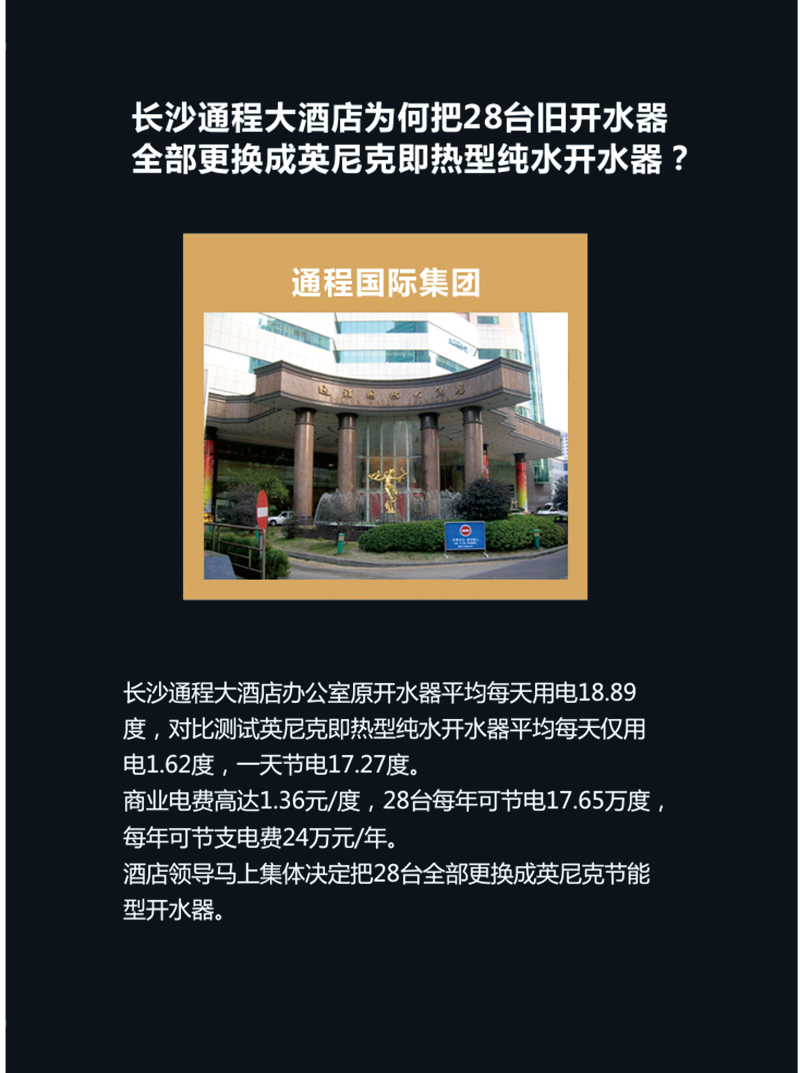 长沙通程大酒店为何把28台旧开水器
全部更换成英尼克即热型纯水开水器？
通程国际集团
通程国际大酒店
长沙通程大酒店办公室原开水器平均每天用电18.89
度，对比测试英尼克即热型纯水开水器平均每天仅用
电1.62度，一天节电17.27度。
商业电费高达1.36元/度，28台每年可节电17.65万度，
每年可节支电费24万元/年。
酒店领导马上集体决定把28台全部更换成英尼克节能
型开水器。